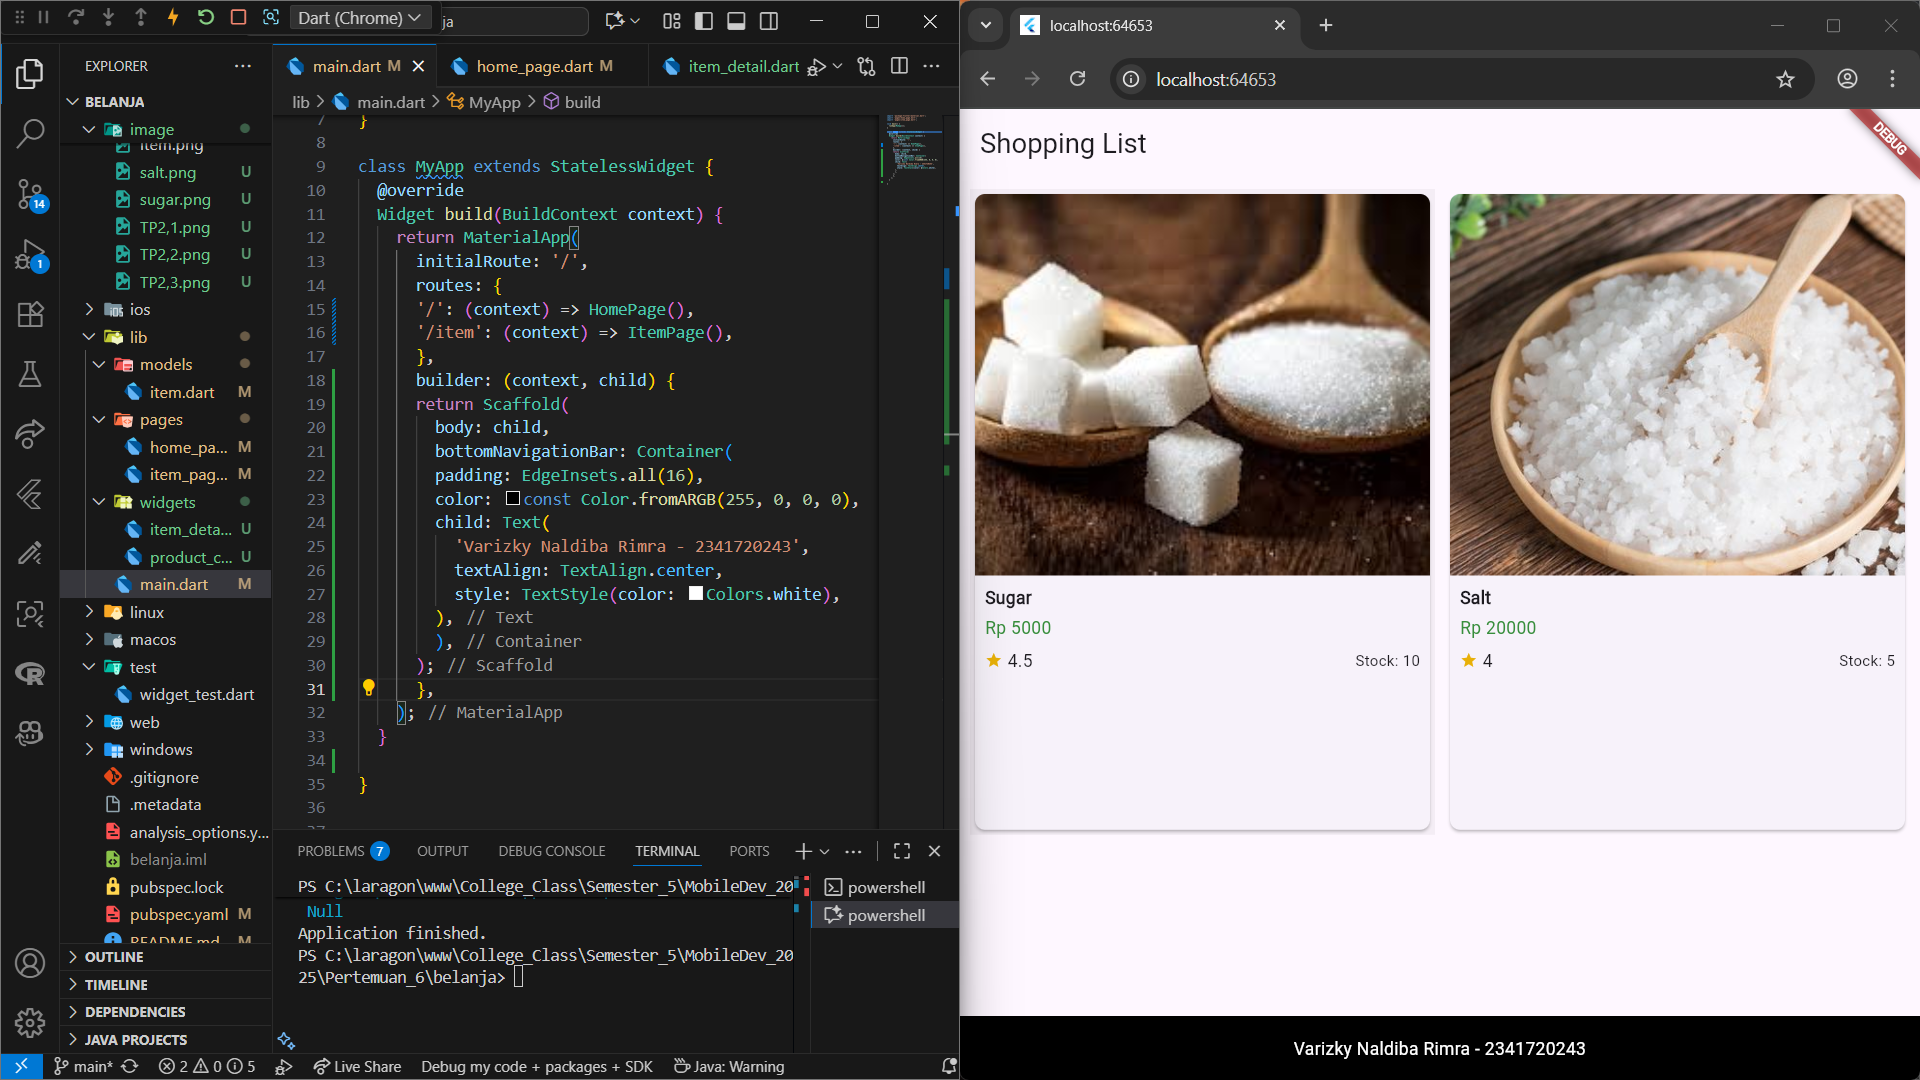 Dart (Chrome)
ja
EXPLORER
BELANJA
image
item.png
salt.png U
sugar.png U
TP2,1.png U
TP2,2.png U
TP2,3.png U
ios
lib
models
item.dart M
pages
home_pa... M
item_pag... M
widgets
item_deta... U
product_c... U
main.dart M
linux
macos
test
widget_test.dart
web
windows
.gitignore
.metadata
analysis_options.y...
belanja.iml
pubspec.lock
pubspec.yaml M
README.md M
OUTLINE
TIMELINE
DEPENDENCIES
JAVA PROJECTS
14
1
main.dart M
home_page.dart M
item_detail.dart
lib > main.dart > MyApp > build
7 }
8
9 class MyApp extends StatelessWidget {
10 @override
11 Widget build(BuildContext context) {
12 return MaterialApp(
13 initialRoute: '/',
14 routes: {
15 '/': (context) => HomePage(),
16 '/item': (context) => ItemPage(),
17 },
18 builder: (context, child) {
19 return Scaffold(
20 body: child,
21 bottomNavigationBar: Container(
22 padding: EdgeInsets.all(16),
23 color: const Color.fromARGB(255, 0, 0, 0),
24 child: Text(
25 'Varizky Naldiba Rimra - 2341720243',
26 textAlign: TextAlign.center,
27 style: TextStyle(color: Colors.white),
28 ), // Text
29 ), // Container
30 ); // Scaffold
31 },
32 ); // MaterialApp
33 }
34
35 }
36
37
PROBLEMS 7 OUTPUT DEBUG CONSOLE TERMINAL PORTS
PS C:\laragon\www\College_Class\Semester_5\MobileDev_20
Null
Application finished.
PS C:\laragon\www\College_Class\Semester_5\MobileDev_20
25\Pertemuan_6\belanja>
powershell
powershell
main* 2 0 5 Live Share Debug my code + packages + SDK Java: Warning
localhost:64653
localhost:64653
Shopping List
DEBUG
Sugar
Rp 5000
4.5 Stock: 10
Salt
Rp 20000
4 Stock: 5
Varizky Naldiba Rimra - 2341720243